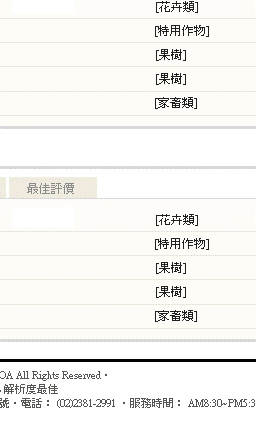 [花卉類]
[特用作物]
[果樹]
[果樹]
[家畜類]
最佳評價
[花卉類]
[特用作物]
[果樹]
[果樹]
[家畜類]
OA All Rights Reserved・
解析度最佳
號・電話： (02)2381-2991 ・服務時間： AM8:30~PM5:3